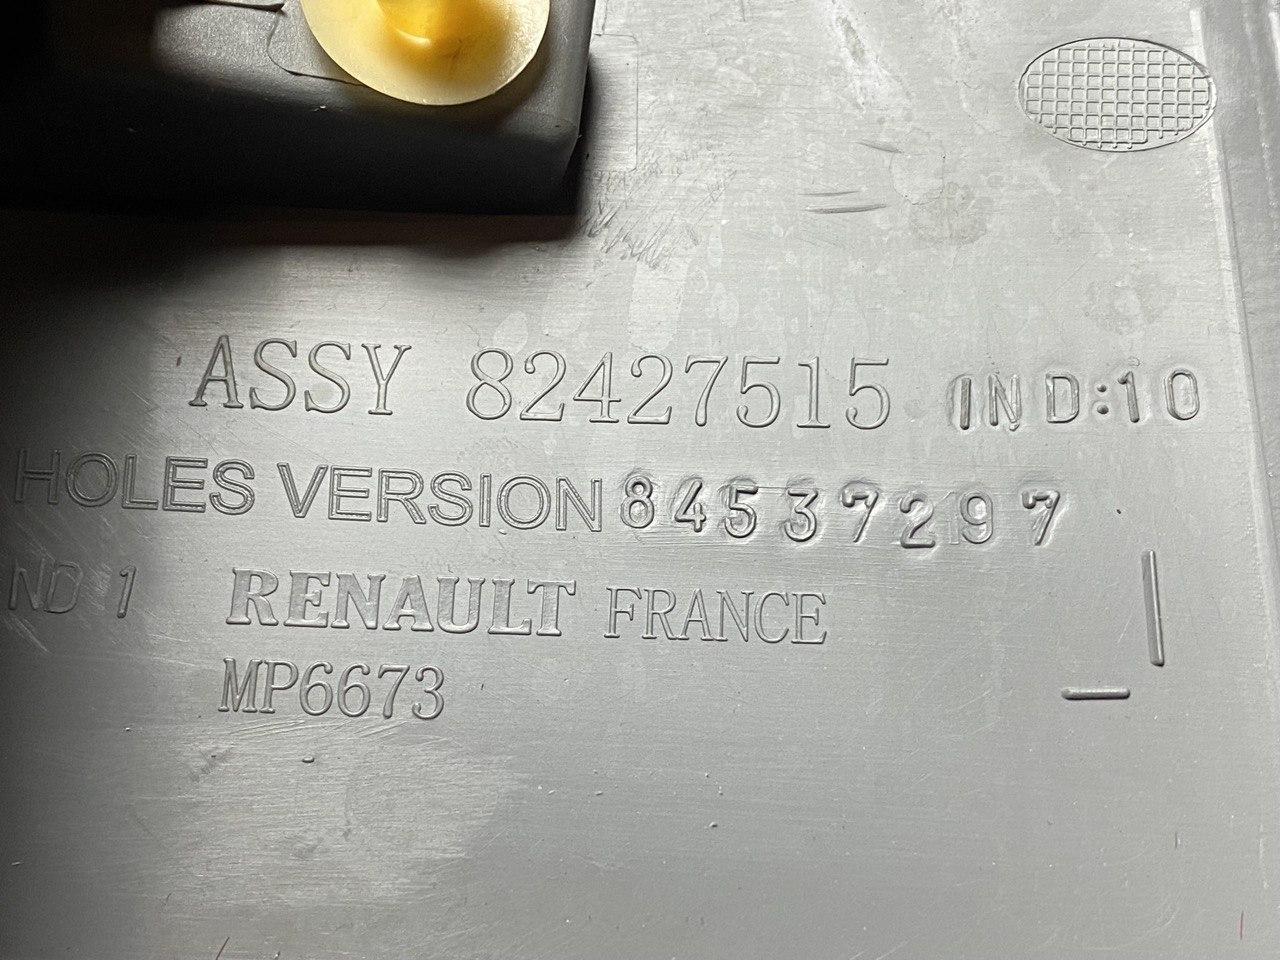 ASSY 82427515 IND:10
HOLES VERSION 84537297
ND 1 RENAULT FRANCE
MP6673